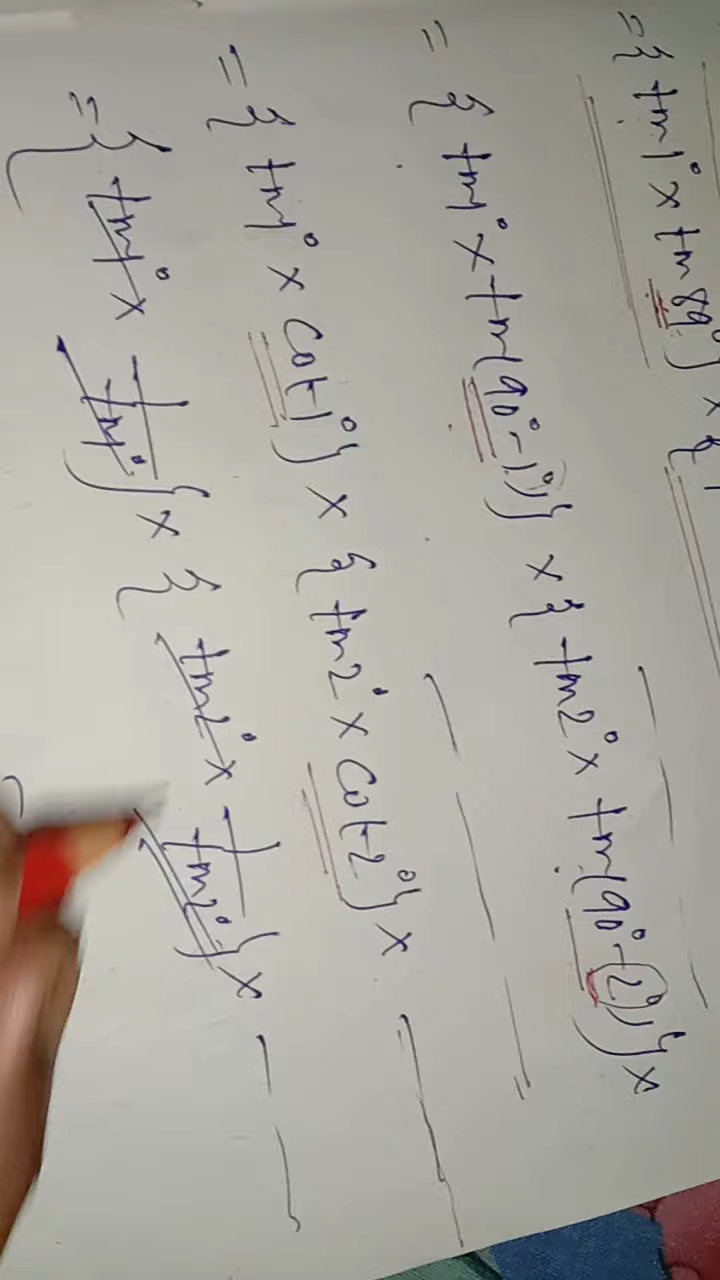 = { tan1° x tan 89°} x {
= { tan1° x tan(90°-1°)} x { tan2° x tan(90°-2°)} x
= { tan1° x cot1°} x { tan2° x cot2°} x
= { tan1° x 1/tan1°} x { tan2° x 1/tan2°} x